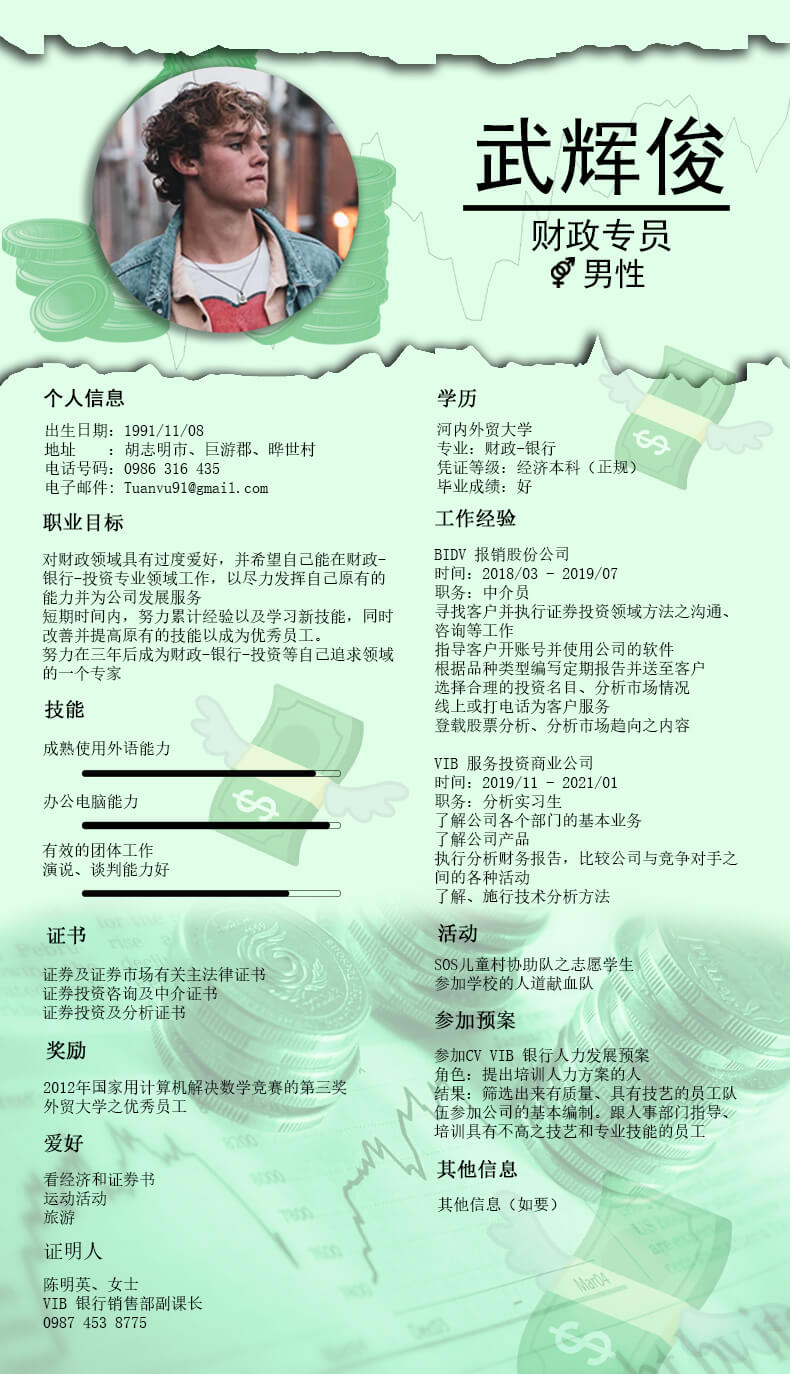 武辉俊
财政专员
男性
个人信息
出生日期: 1991/11/08
地址　　: 胡志明市、巨游郡、晔世村
电话号码: 0986 316 435
电子邮件: Tuanvu91@gmail.com
职业目标
对财政领域具有过度爱好，并希望自己能在财政-
银行-投资专业领域工作，以尽力发挥自己原有的
能力并为公司发展服务
短期时间内，努力累计经验以及学习新技能，同时
改善并提高原有的技能以成为优秀员工。
努力在三年后成为财政-银行-投资等自己追求领域
的一个专家
技能
成熟使用外语能力
办公电脑能力
有效的团体工作
演说、谈判能力好
证书
证券及证券市场有关主法律证书
证券投资咨询及中介证书
证券投资及分析证书
奖励
2012年国家用计算机解决数学竞赛的第三奖
外贸大学之优秀员工
爱好
看经济和证券书
运动活动
旅游
证明人
陈明英、女士
VIB 银行销售部副课长
0987 453 8775
学历
河内外贸大学
专业: 财政-银行
凭证等级: 经济本科（正规）
毕业成绩: 好
工作经验
BIDV 报销股份公司
时间: 2018/03 - 2019/07
职务: 中介员
寻找客户并执行证券投资领域方法之沟通、
咨询等工作
指导客户开账号并使用公司的软件
根据品种类型编写定期报告并送至客户
选择合理的投资名目、分析市场情况
线上或打电话为客户服务
登载股票分析、分析市场趋向之内容
VIB 服务投资商业公司
时间: 2019/11 - 2021/01
职务: 分析实习生
了解公司各个部门的基本业务
了解公司产品
执行分析财务报告，比较公司与竞争对手之
间的各种活动
了解、施行技术分析方法
活动
SOS儿童村协助队之志愿学生
参加学校的人道献血队
参加预案
参加CV VIB 银行人力发展预案
角色: 提出培训人力方案的人
结果: 筛选出来有质量、具有技艺的员工队
伍参加公司的基本编制。跟人事部门指导、
培训具有不高之技艺和专业技能的员工
其他信息
其他信息（如要）